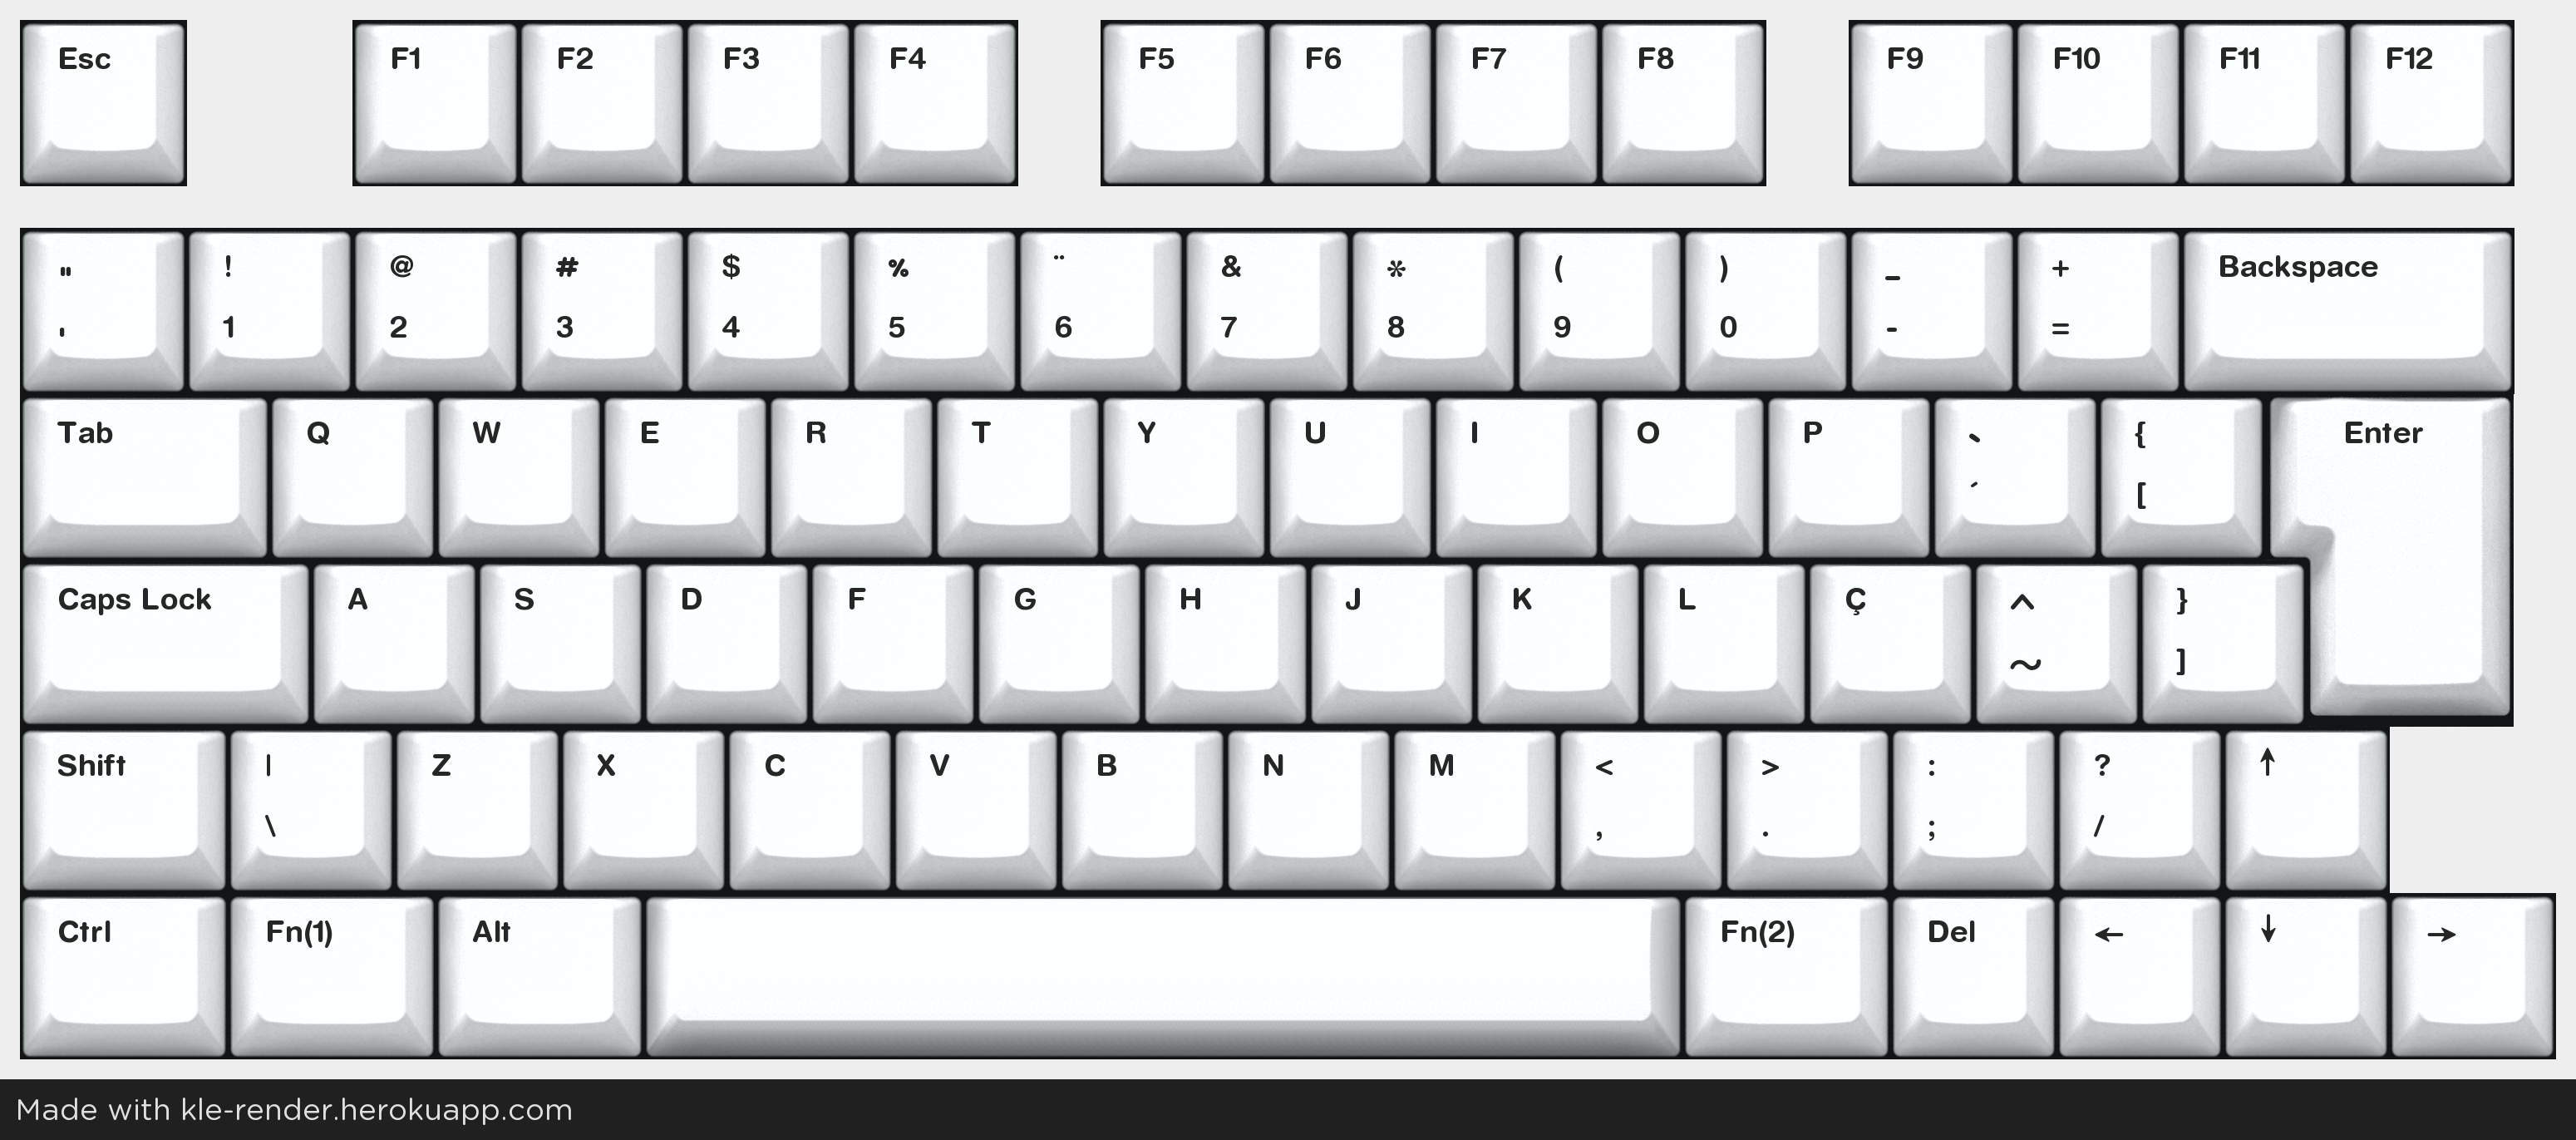 Esc F1 F2 F3 F4 F5 F6 F7 F8 F9 F10 F11 F12
" ! @ # $ % ¨ & * ( ) _ + Backspace
' 1 2 3 4 5 6 7 8 9 0 - =
Tab Q W E R T Y U I O P ` { Enter
´ [
Caps Lock A S D F G H J K L Ç ^ }
~ ]
Shift | Z X C V B N M < > : ? ↑
\ , . ; /
Ctrl Fn(1) Alt Fn(2) Del ← ↓ →
Made with kle-render.herokuapp.com